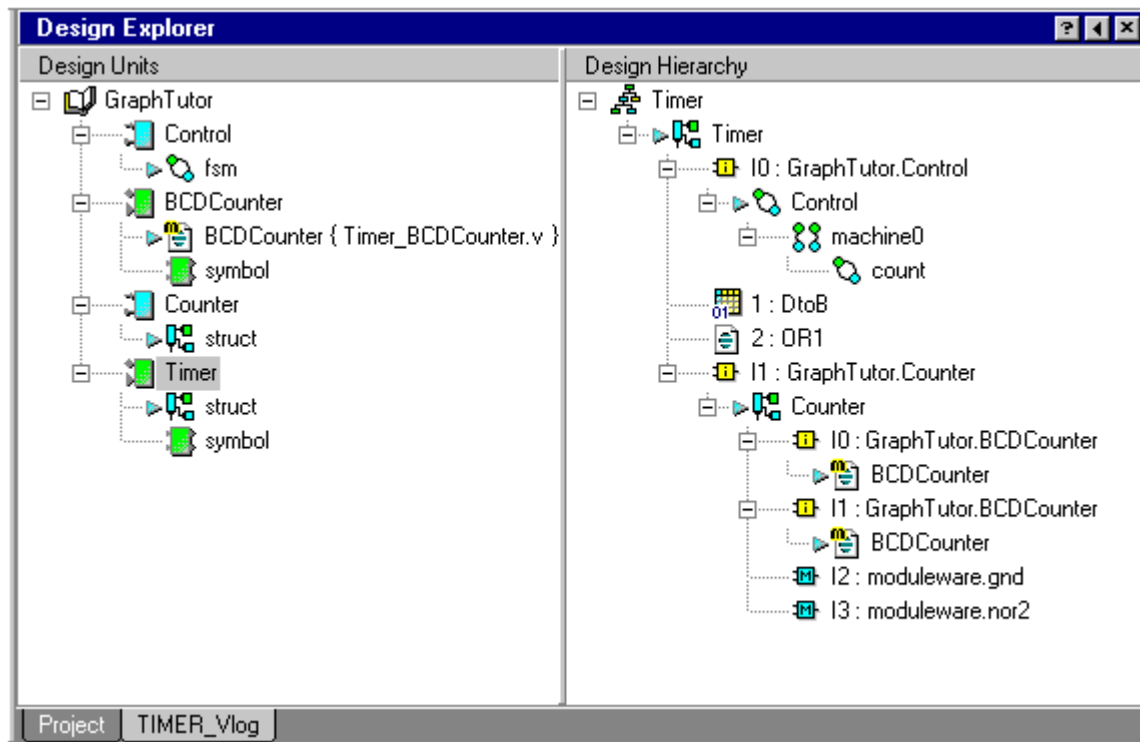 Design Explorer
Design Units
GraphTutor
Control
fsm
BCDCounter
BCDCounter { Timer_BCDCounter.v }
symbol
Counter
struct
Timer
struct
symbol
Design Hierarchy
Timer
Timer
I0 : GraphTutor.Control
Control
machine0
count
1 : DtoB
2 : OR1
I1 : GraphTutor.Counter
Counter
I0 : GraphTutor.BCDCounter
BCDCounter
I1 : GraphTutor.BCDCounter
BCDCounter
I2 : moduleware.gnd
I3 : moduleware.nor2
Project TIMER_Vlog